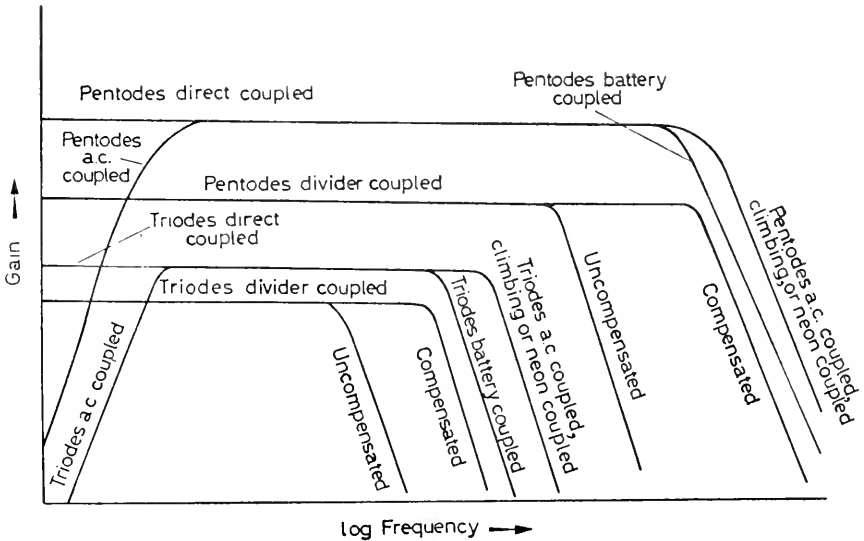 Pentodes direct coupled
Pentodes battery
coupled
Pentodes
a.c.
coupled
Pentodes divider coupled
Triodes direct
coupled
Gain
Triodes divider coupled
Triodes a c coupled
Uncompensated
Compensated
Triodes battery coupled
Triodes a.c coupled,
climbing or neon coupled
Uncompensated
Compensated
Pentodes a.c. coupled,
climbing, or neon coupled
log Frequency